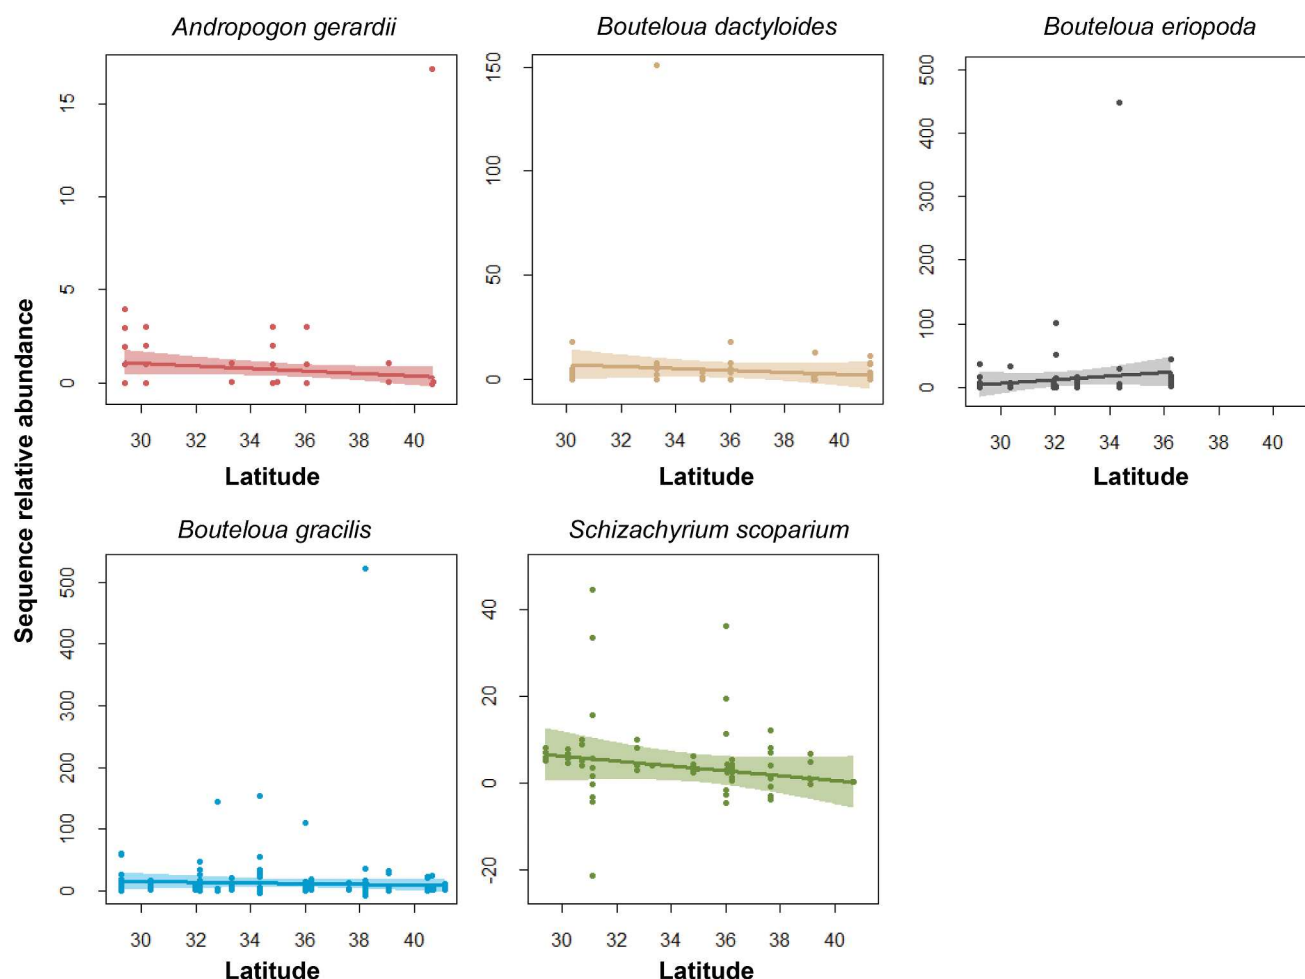 Andropogon gerardii
Bouteloua dactyloides
Bouteloua eriopoda
15
10
5
0
30 32 34 36 38 40
Latitude
150
100
50
0
30 32 34 36 38 40
Latitude
500
400
300
200
100
0
30 32 34 36 38 40
Latitude
Sequence relative abundance
Bouteloua gracilis
Schizachyrium scoparium
500
400
300
200
100
0
30 32 34 36 38 40
Latitude
40
20
0
-20
30 32 34 36 38 40
Latitude